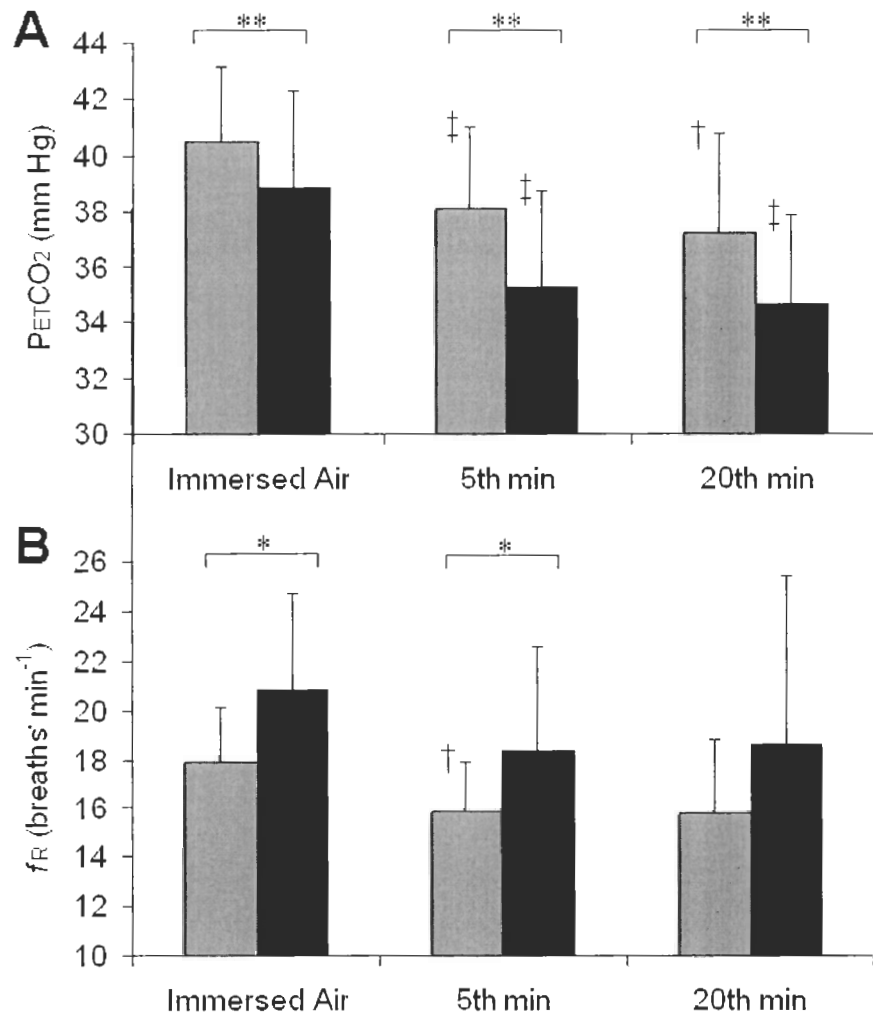 A
** ** **
44
42
40
38
36
34
32
30
PETCO2 (mm Hg)
‡ ‡ † ‡
Immersed Air 5th min 20th min
B
* *
26
24
22
20
18
16
14
12
10
fR (breaths·min-1)
†
Immersed Air 5th min 20th min